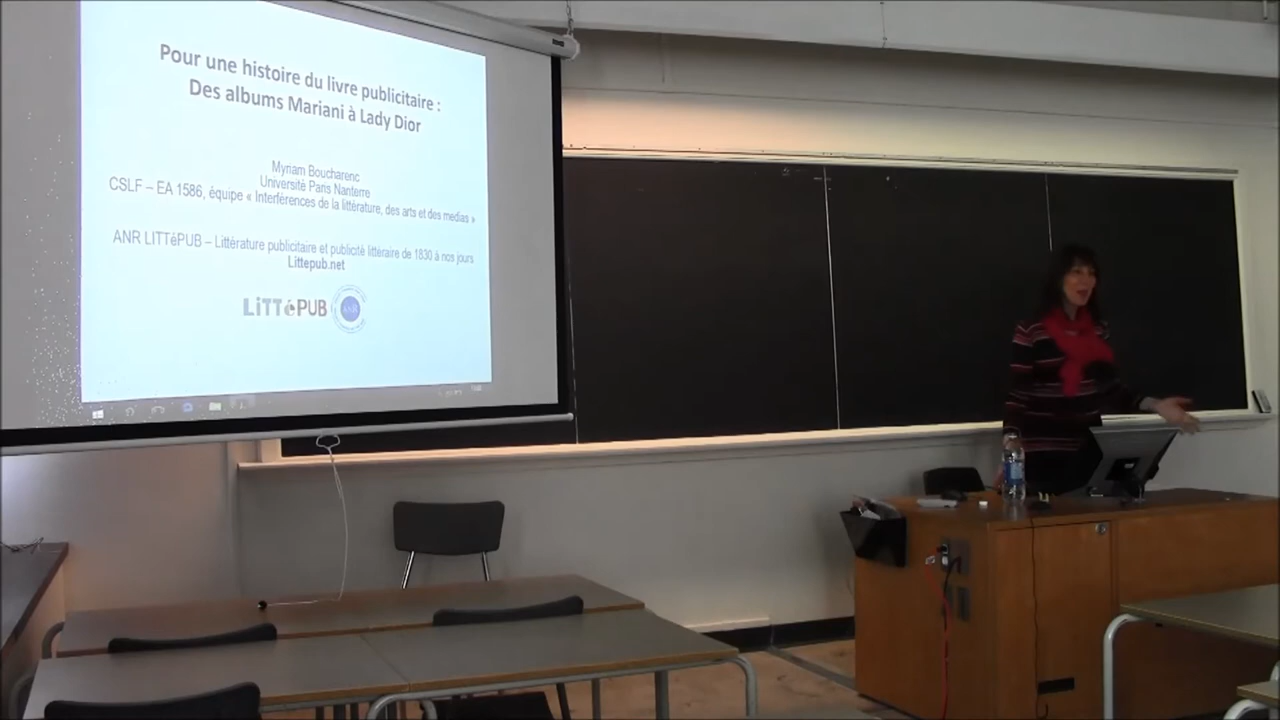 Pour une histoire du livre publicitaire :
Des albums Mariani à Lady Dior
Myriam Boucharenc
Université Paris Nanterre
CSLF – EA 1586, équipe « Interférences de la littérature, des arts et des medias »
ANR LITTéPUB – Littérature publicitaire et publicité littéraire de 1830 à nos jours
Littepub.net
LiTTéPUB